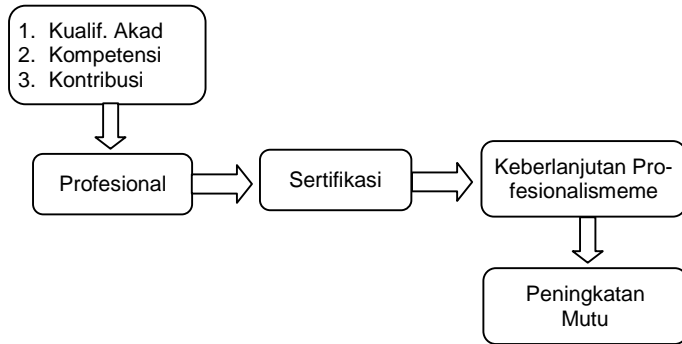 1. Kualif. Akad
2. Kompetensi
3. Kontribusi
Profesional
Sertifikasi
Keberlanjutan Pro-
fesionalismeme
Peningkatan
Mutu